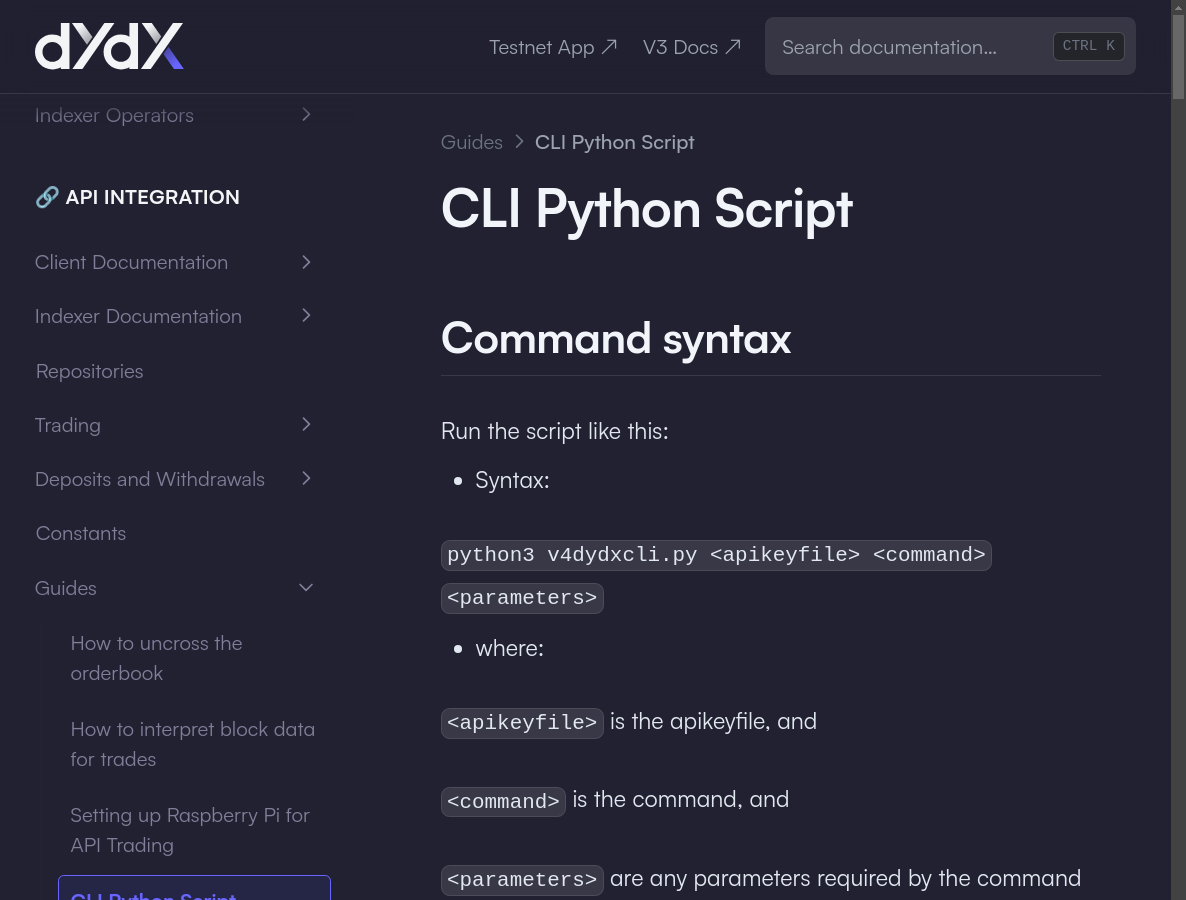 dYdX
Testnet App
V3 Docs
Search documentation…
CTRL K
Indexer Operators
API INTEGRATION
Client Documentation
Indexer Documentation
Repositories
Trading
Deposits and Withdrawals
Constants
Guides
How to uncross the
orderbook
How to interpret block data
for trades
Setting up Raspberry Pi for
API Trading
CLI Python Script
Guides > CLI Python Script
CLI Python Script
Command syntax
Run the script like this:
• Syntax:
python3 v4dydxcli.py <apikeyfile> <command>
<parameters>
• where:
<apikeyfile> is the apikeyfile, and
<command> is the command, and
<parameters> are any parameters required by the command